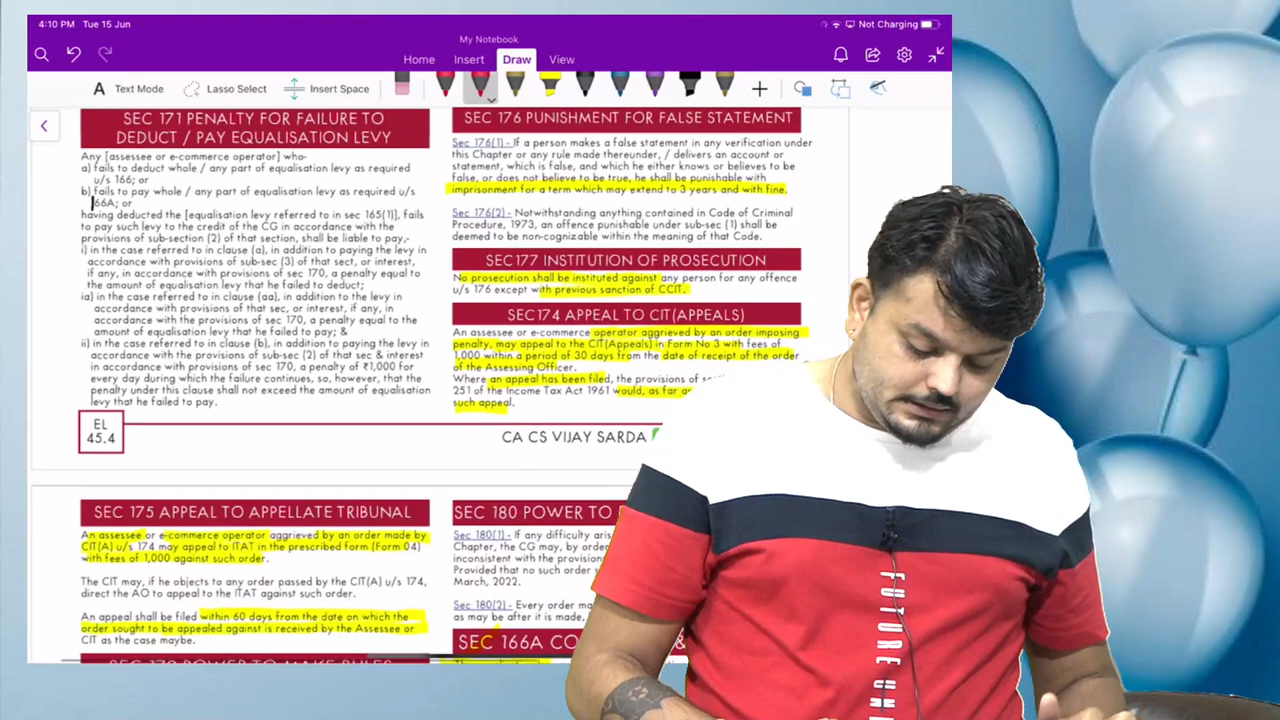 4:10 PM Tue 15 Jun
Not Charging
My Notebook
Home Insert Draw View
A Text Mode Lasso Select Insert Space
SEC 171 PENALTY FOR FAILURE TO
DEDUCT / PAY EQUALISATION LEVY
Any [assessee or e-commerce operator] who-
a) fails to deduct whole / any part of equalisation levy as required
u/s 166; or
b) fails to pay whole / any part of equalisation levy as required u/s
166A; or
having deducted the [equalisation levy referred to in sec 165(1)], fails
to pay such levy to the credit of the CG in accordance with the
provisions of sub-section (2) of that section, shall be liable to pay,-
i) in the case referred to in clause (a), in addition to paying the levy in
accordance with provisions of sub-sec (3) of that sect, or interest,
if any, in accordance with provisions of sec 170, a penalty equal to
the amount of equalisation levy that he failed to deduct;
ia) in the case referred to in clause (aa), in addition to the levy in
accordance with provisions of that sec, or interest, if any, in
accordance with provisions of sec 170, a penalty equal to the
amount of equalisation levy that he failed to pay; &
ii) in the case referred to in clause (b), in addition to paying the levy in
accordance with the provisions of sub-sec (2) of that sec & interest
in accordance with the provisions of sec 170, a penalty of ₹1,000 for
every day during which the failure continues, so, however, that the
penalty under this clause shall not exceed the amount of equalisation
levy that he failed to pay.
SEC 176 PUNISHMENT FOR FALSE STATEMENT
Sec 176(1) - If a person makes a false statement in any verification under
this Chapter or any rule made thereunder, / delivers an account or
statement, which is false, and which he either knows or believes to be
false, or does not believe to be true, he shall be punishable with
imprisonment for a term which may extend to 3 years and with fine.
Sec 176(2) - Notwithstanding anything contained in Code of Criminal
Procedure, 1973, an offence punishable under sub-sec (1) shall be
deemed to be non-cognizable within the meaning of that Code.
SEC177 INSTITUTION OF PROSECUTION
No prosecution shall be instituted against any person for any offence
u/s 176 except with previous sanction of CCIT.
SEC174 APPEAL TO CIT(APPEALS)
An assessee or e-commerce operator aggrieved by an order imposing
penalty, may appeal to the CIT(Appeals) in Form No 3 with fees of
1,000 within a period of 30 days from the date of receipt of the order
of the Assessing Officer.
Where an appeal has been filed, the provisions of
251 of the Income Tax Act 1961 would, as far as
such appeal.
EL
45.4
CA CS VIJAY SARDA
SEC 175 APPEAL TO APPELLATE TRIBUNAL
An assessee or e-commerce operator aggrieved by an order made by
CIT(A) u/s 174 may appeal to ITAT in the prescribed form (Form 04)
with fees of 1,000 against such order.
The CIT may, if he objects to any order passed by the CIT(A) u/s 174,
direct the AO to appeal to the ITAT against such order.
An appeal shall be filed within 60 days from the date on which the
order sought to be appealed against is received by the Assessee or
CIT as the case maybe.
SEC 180 POWER TO
Sec 180(1) - If any difficulty
Chapter, the CG may, by
inconsistent with the
Provided that no such order
March, 2022.
Sec 180(2) - Every order
as may be after it is made,
SEC 166A
FUTURE